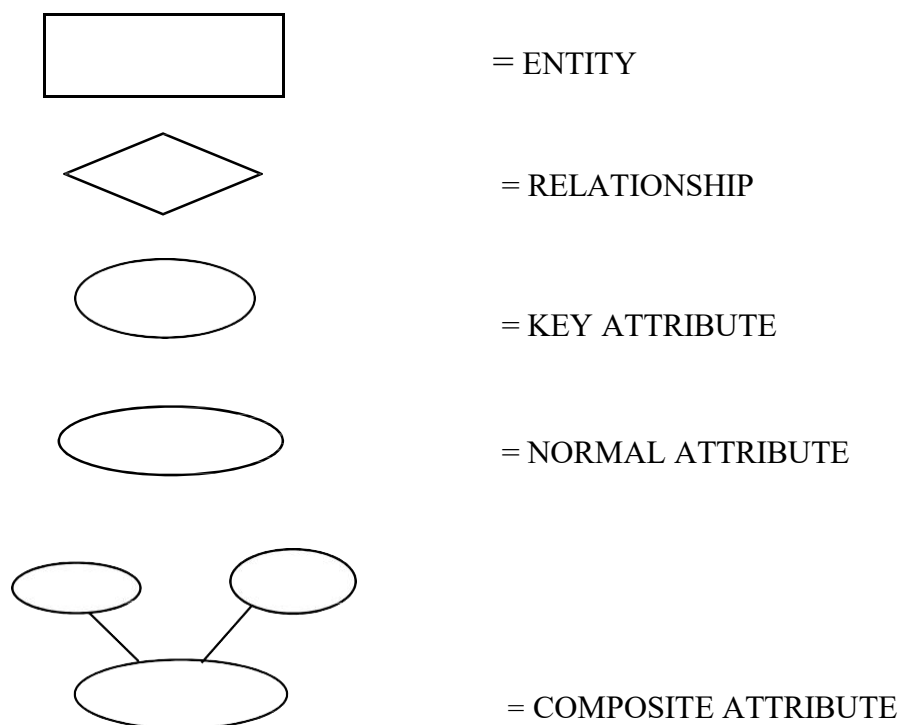 = ENTITY
= RELATIONSHIP
= KEY ATTRIBUTE
= NORMAL ATTRIBUTE
= COMPOSITE ATTRIBUTE